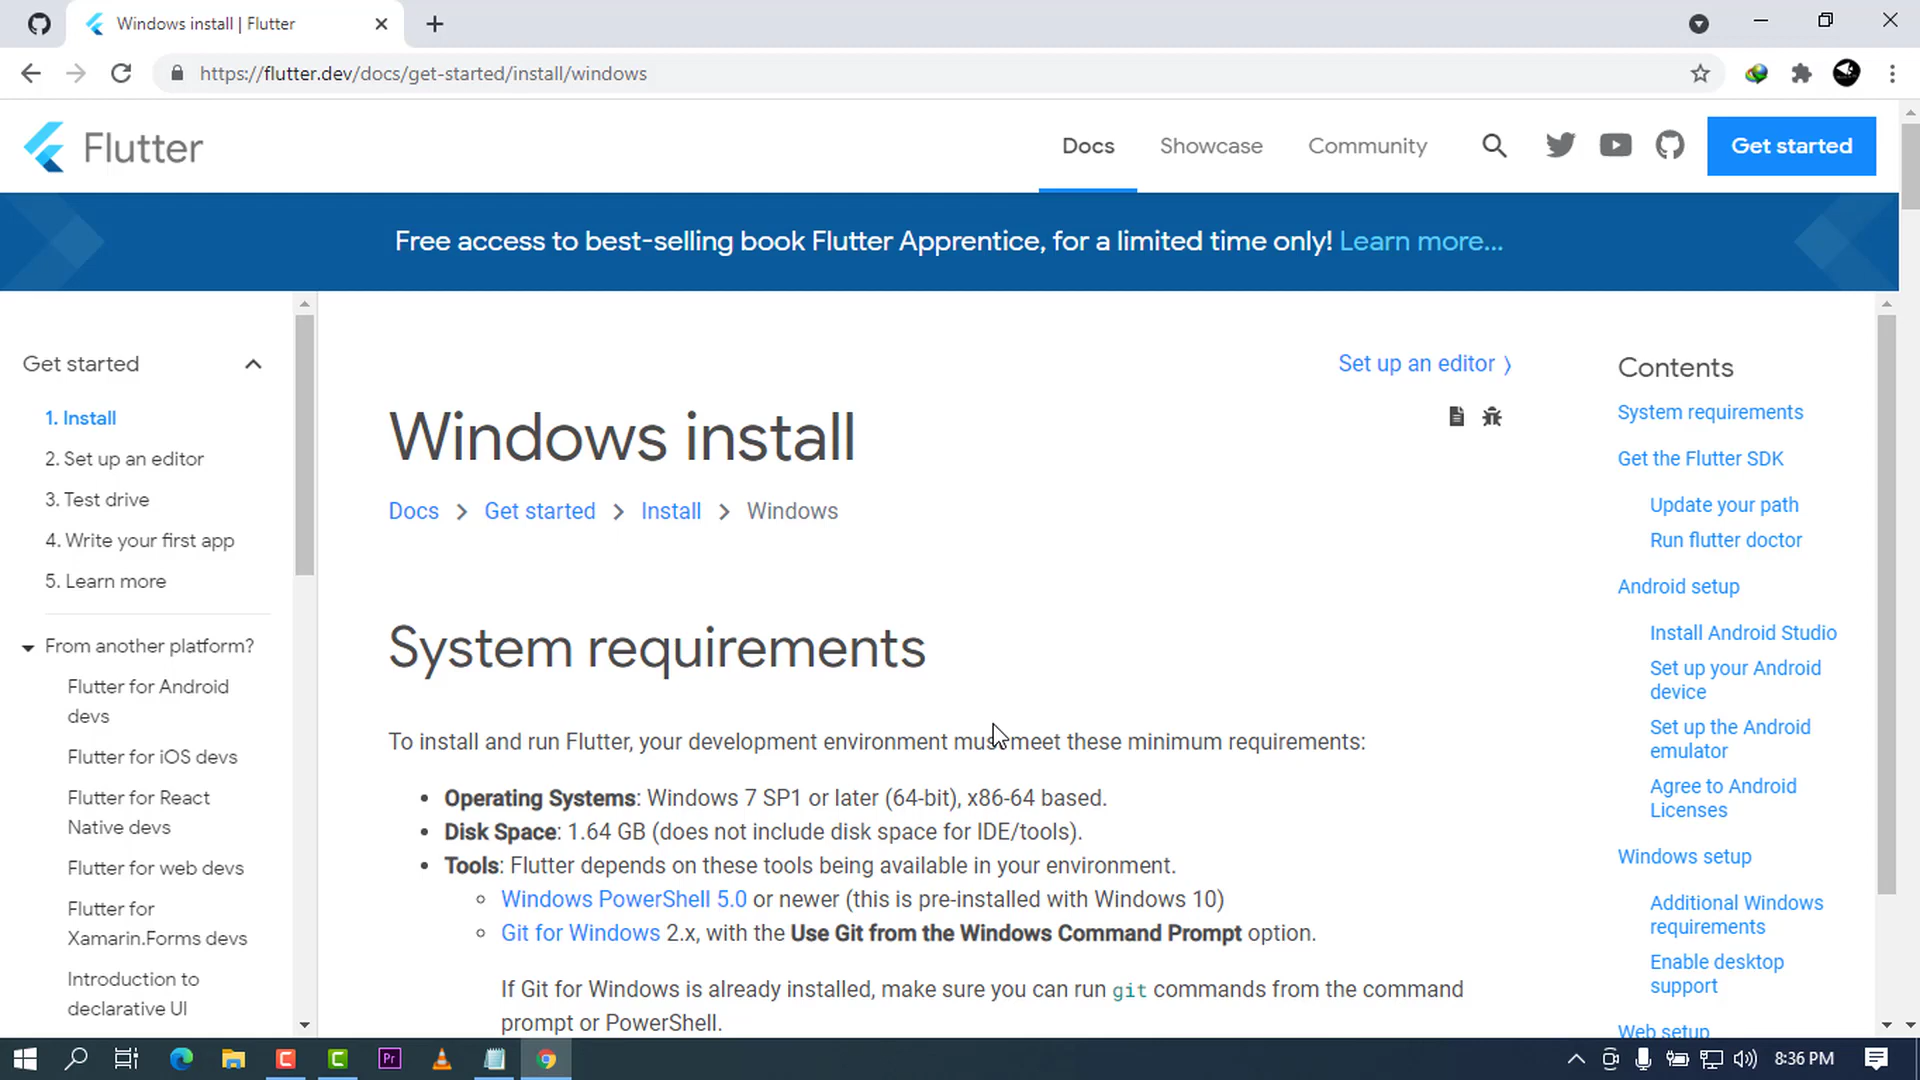 Windows install | Flutter
https://flutter.dev/docs/get-started/install/windows
Flutter
Docs
Showcase
Community
Get started
Free access to best-selling book Flutter Apprentice, for a limited time only! Learn more...
Get started
1. Install
2. Set up an editor
3. Test drive
4. Write your first app
5. Learn more
From another platform?
Flutter for Android
devs
Flutter for iOS devs
Flutter for React
Native devs
Flutter for web devs
Flutter for
Xamarin.Forms devs
Introduction to
declarative UI
Set up an editor
Windows install
Docs
Get started
Install
Windows
System requirements
To install and run Flutter, your development environment must meet these minimum requirements:
Operating Systems: Windows 7 SP1 or later (64-bit), x86-64 based.
Disk Space: 1.64 GB (does not include disk space for IDE/tools).
Tools: Flutter depends on these tools being available in your environment.
Windows PowerShell 5.0 or newer (this is pre-installed with Windows 10)
Git for Windows 2.x, with the Use Git from the Windows Command Prompt option.
If Git for Windows is already installed, make sure you can run git commands from the command
prompt or PowerShell.
Contents
System requirements
Get the Flutter SDK
Update your path
Run flutter doctor
Android setup
Install Android Studio
Set up your Android
device
Set up the Android
emulator
Agree to Android
Licenses
Windows setup
Additional Windows
requirements
Enable desktop
support
Web setup
Pr
8:36 PM